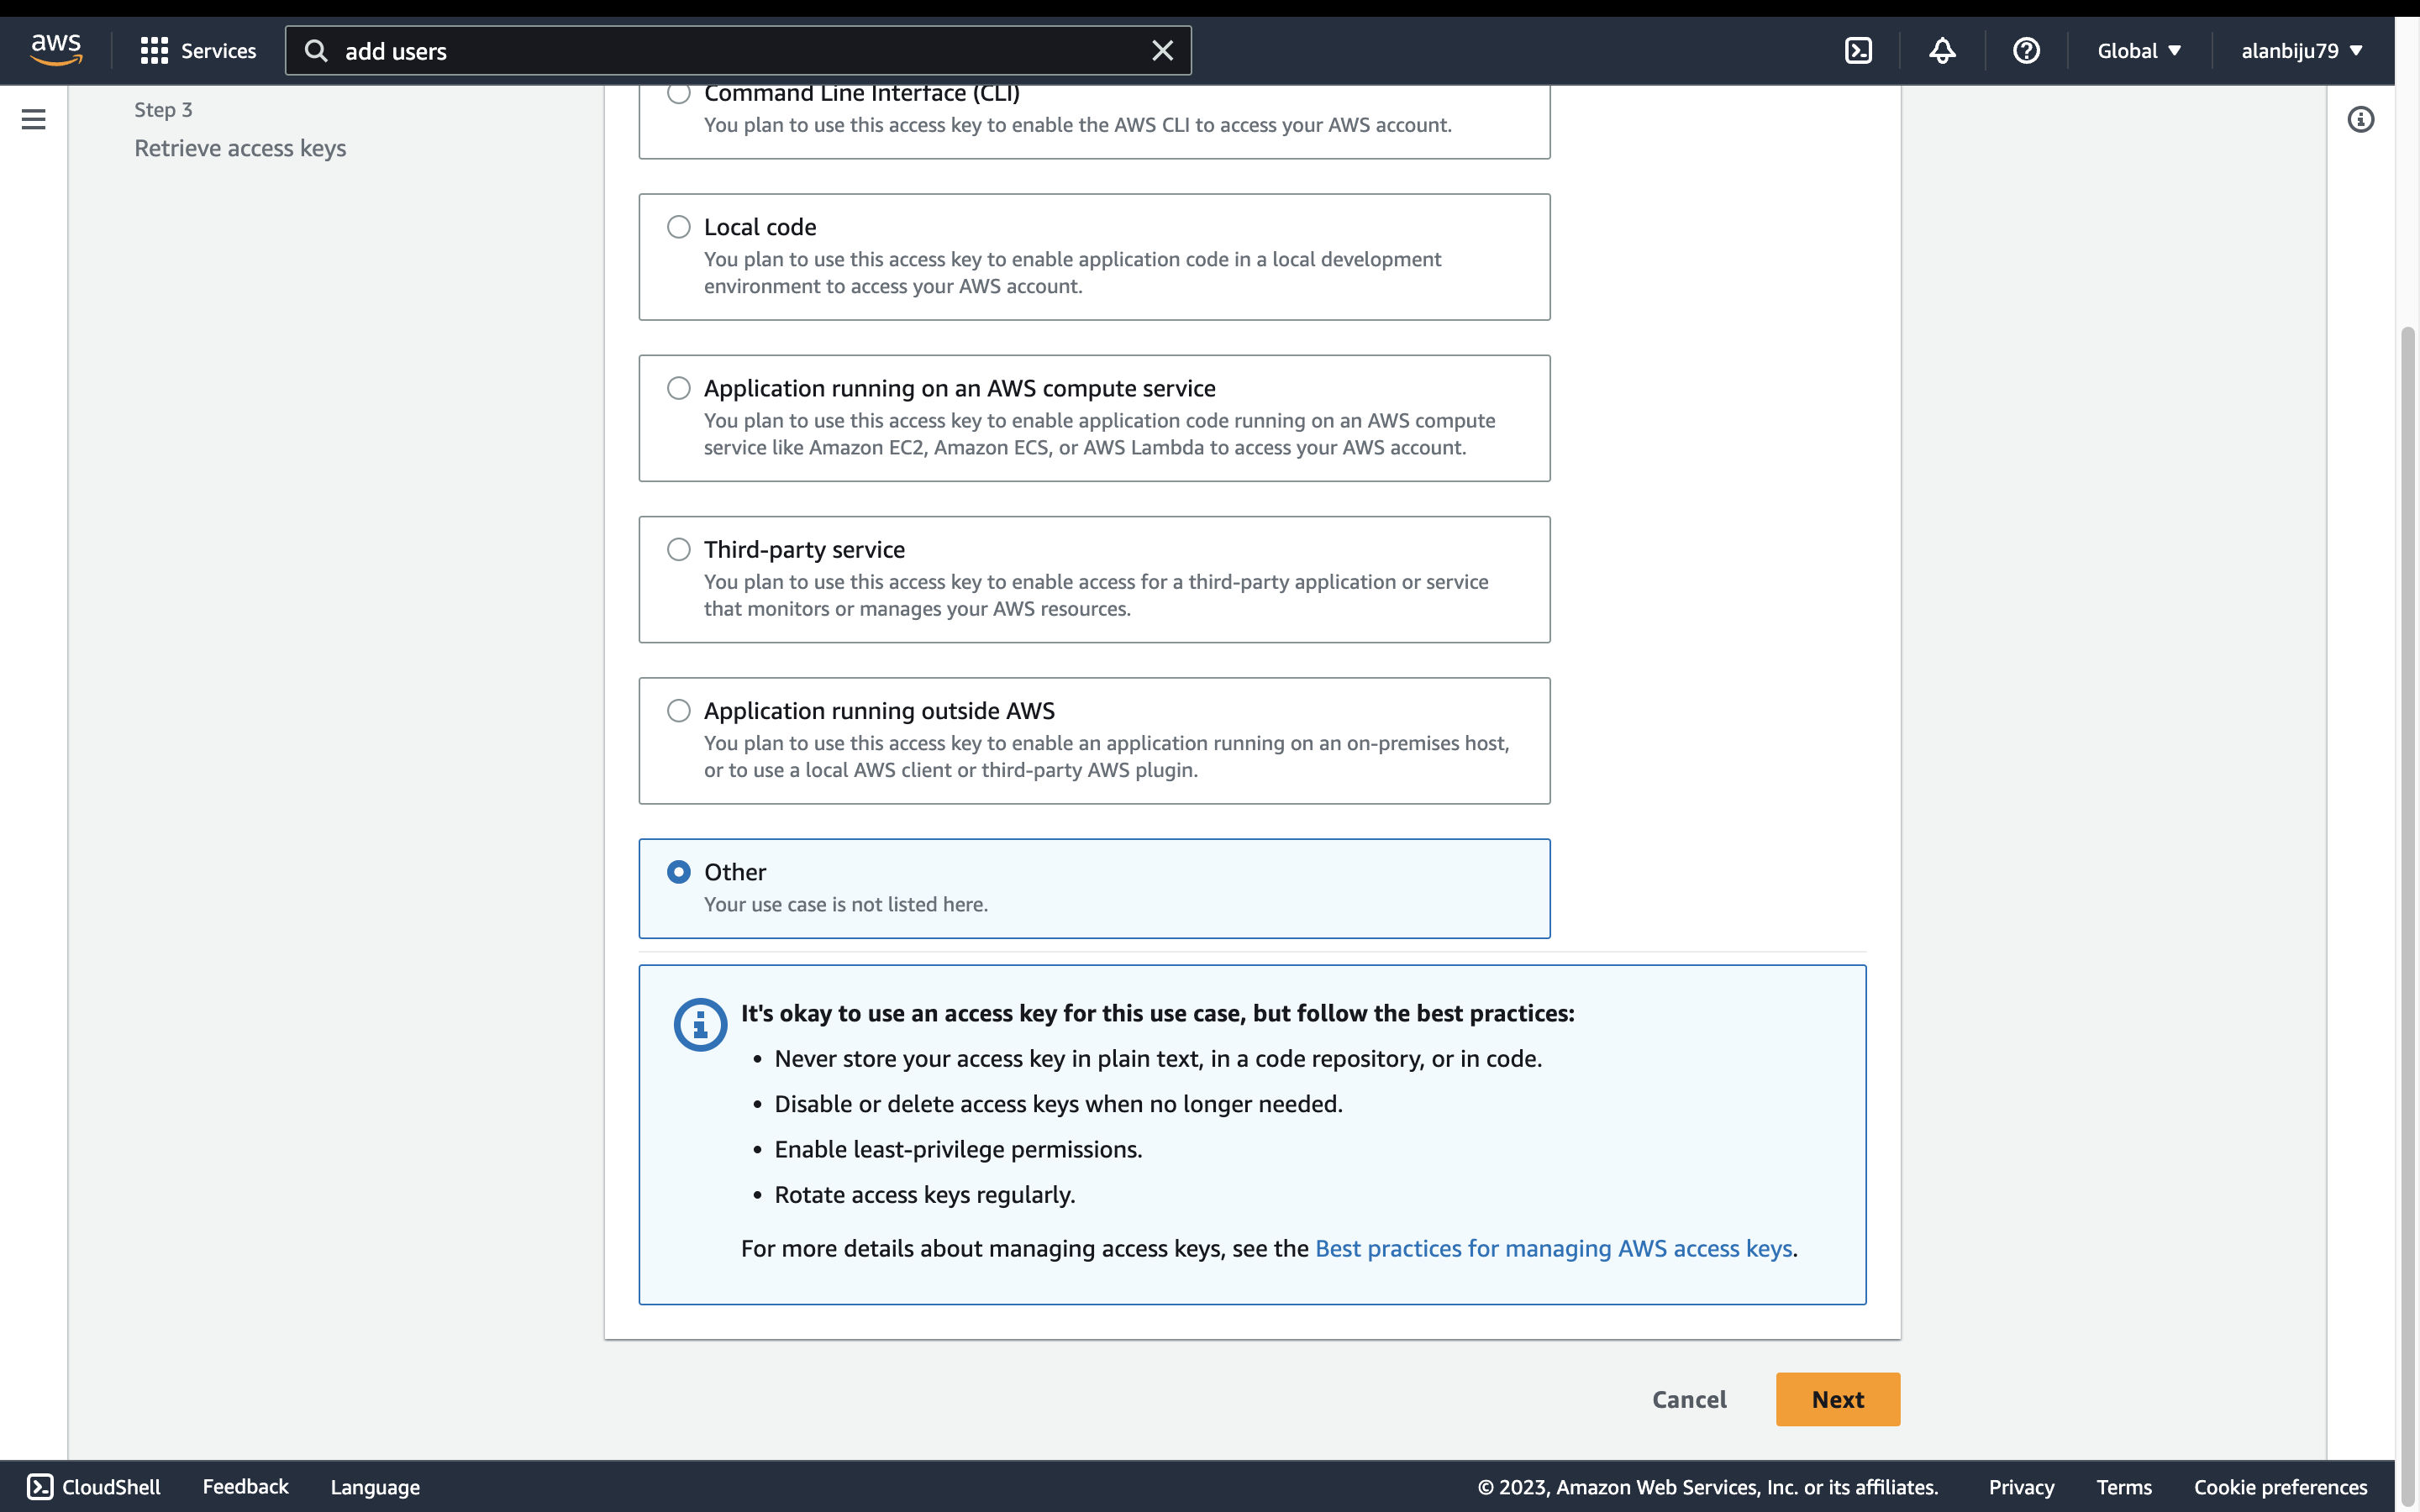 aws
Services
add users
Global
alanbiju79
Step 3
Retrieve access keys
Command Line Interface (CLI)
You plan to use this access key to enable the AWS CLI to access your AWS account.
Local code
You plan to use this access key to enable application code in a local development
environment to access your AWS account.
Application running on an AWS compute service
You plan to use this access key to enable application code running on an AWS compute
service like Amazon EC2, Amazon ECS, or AWS Lambda to access your AWS account.
Third-party service
You plan to use this access key to enable access for a third-party application or service
that monitors or manages your AWS resources.
Application running outside AWS
You plan to use this access key to enable an application running on an on-premises host,
or to use a local AWS client or third-party AWS plugin.
Other
Your use case is not listed here.
It's okay to use an access key for this use case, but follow the best practices:
• Never store your access key in plain text, in a code repository, or in code.
• Disable or delete access keys when no longer needed.
• Enable least-privilege permissions.
• Rotate access keys regularly.
For more details about managing access keys, see the Best practices for managing AWS access keys.
Cancel
Next
CloudShell
Feedback
Language
© 2023, Amazon Web Services, Inc. or its affiliates.
Privacy
Terms
Cookie preferences